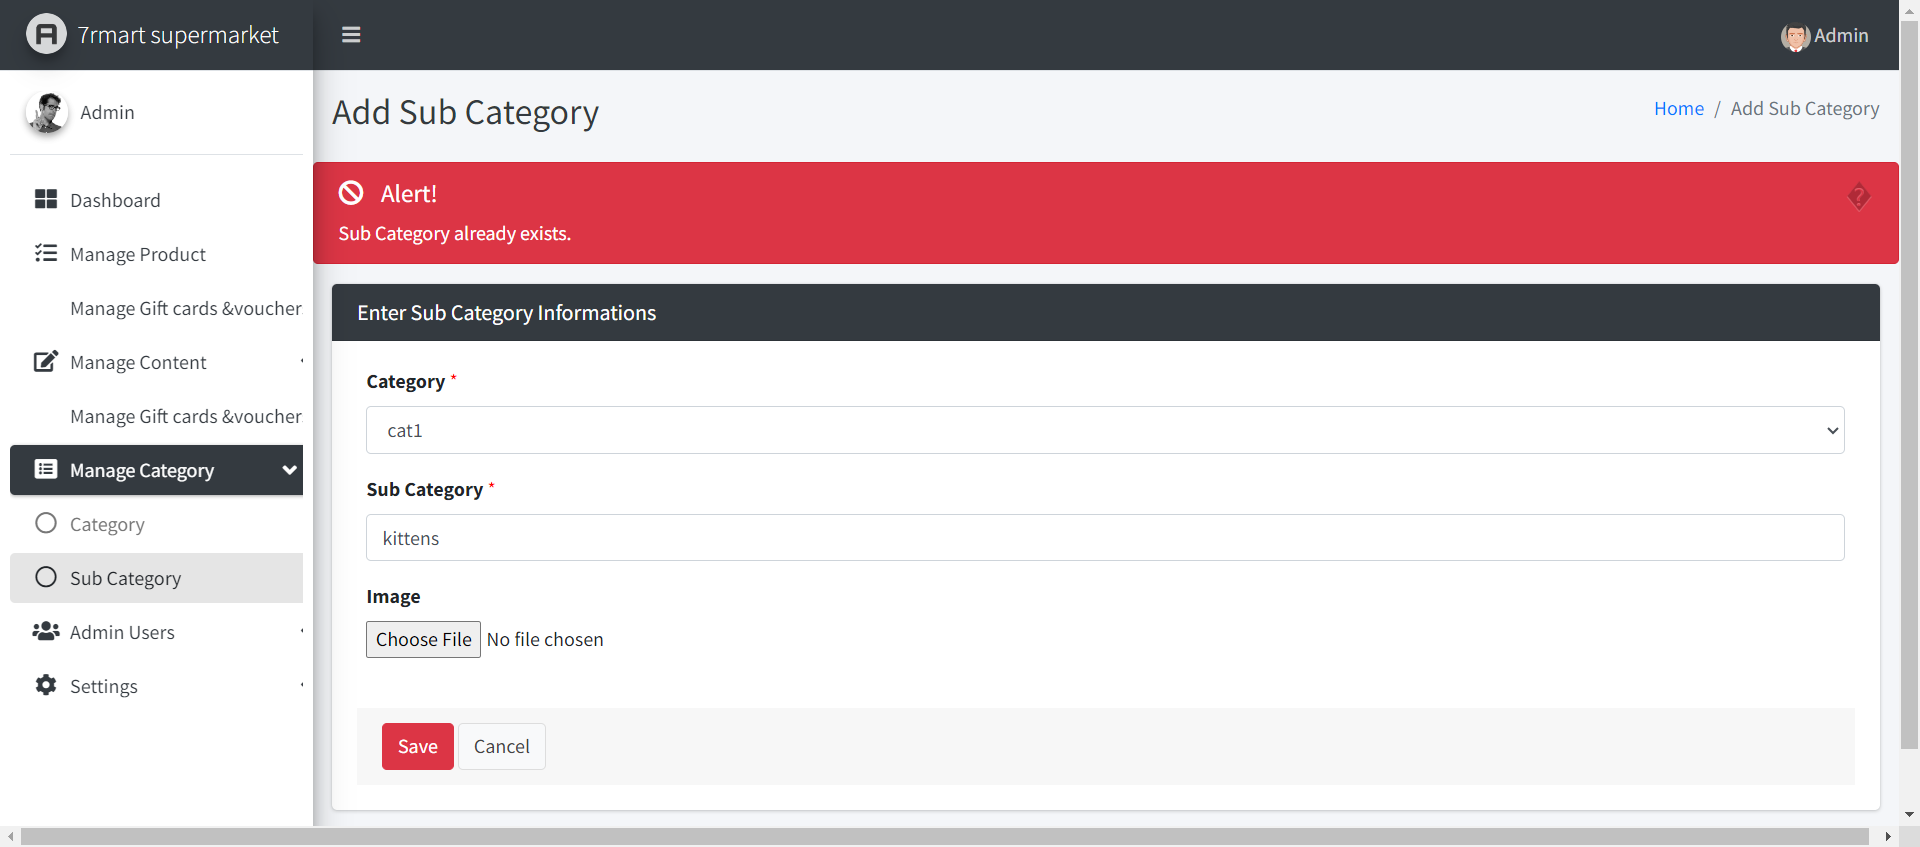 7rmart supermarket
Admin
Admin
Dashboard
Manage Product
Manage Gift cards &voucher
Manage Content
Manage Gift cards &voucher
Manage Category
Category
Sub Category
Admin Users
Settings
Add Sub Category
Home / Add Sub Category
Alert!
Sub Category already exists.
Enter Sub Category Informations
Category *
cat1
Sub Category *
kittens
Image
Choose File No file chosen
Save Cancel